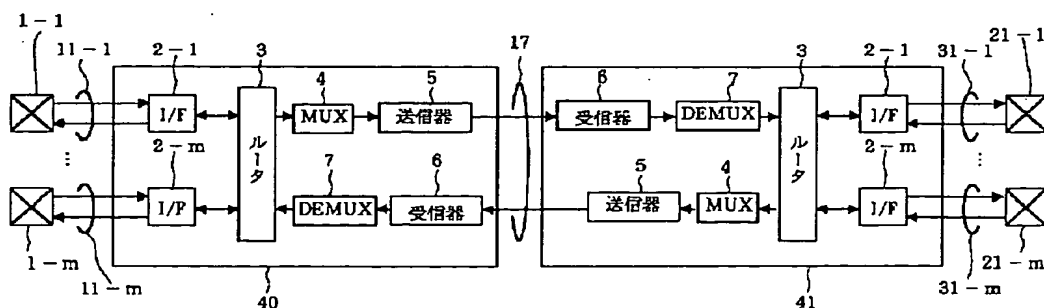 1-1
11-1
2-1
3
4
5
17
6
7
3
2-1
31-1
21-1
I/F
MUX
送信器
受信器
DEMUX
I/F
ルータ
ルータ
…
…
2-m
7
6
5
4
2-m
I/F
DEMUX
受信器
送信器
MUX
I/F
1-m
11-m
40
41
31-m
21-m